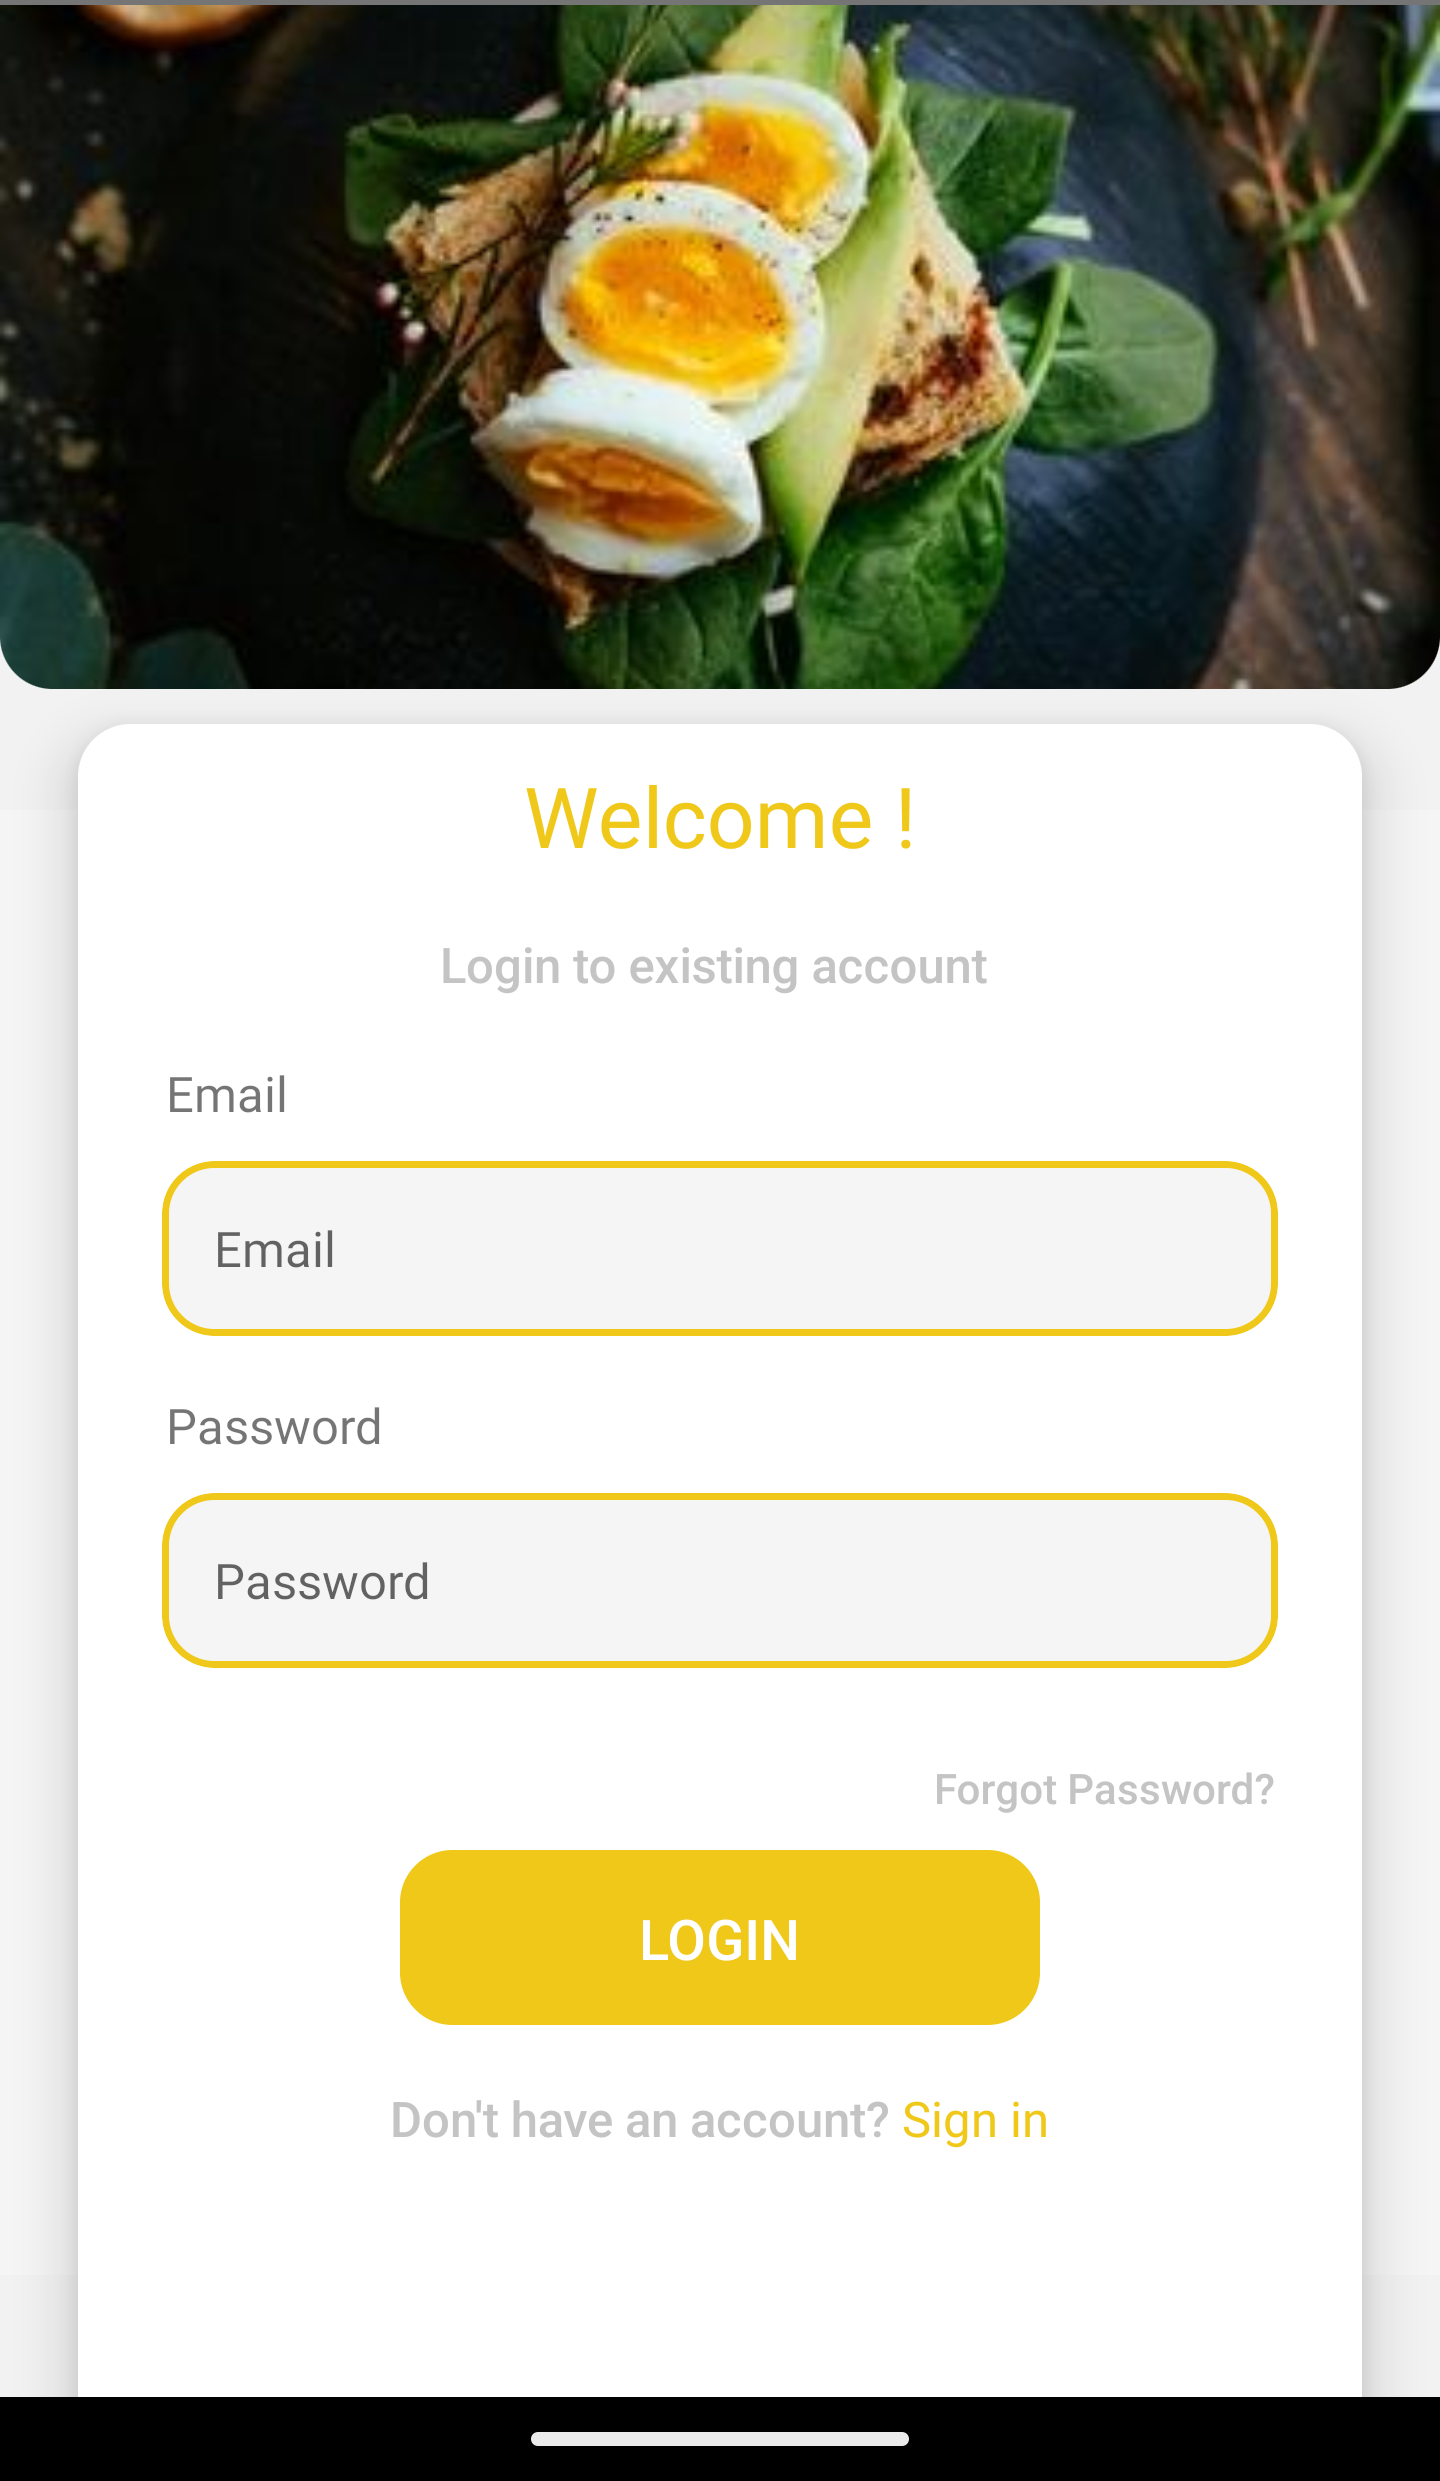 Welcome !
Login to existing account
Email
Email
Password
Password
Forgot Password?
LOGIN
Don't have an account? Sign in